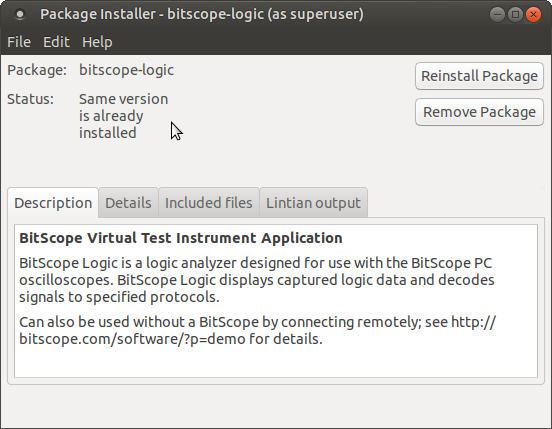 Package Installer - bitscope-logic (as superuser)
File Edit Help
Package: bitscope-logic
Reinstall Package
Status: Same version
is already
installed
Remove Package
Description Details Included files Lintian output
BitScope Virtual Test Instrument Application
BitScope Logic is a logic analyzer designed for use with the BitScope PC
oscilloscopes. BitScope Logic displays captured logic data and decodes
signals to specified protocols.
Can also be used without a BitScope by connecting remotely; see http://
bitscope.com/software/?p=demo for details.